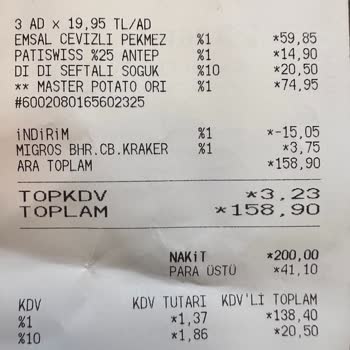 3 AD x 19,95 TL/AD
EMSAL CEVİZLİ PEKMEZ %1 *59,85
PATISWISS %25 ANTEP %1 *14,90
DI DI SEFTALI SOGUK %10 *20,50
** MASTER POTATO ORI %1 *74,95
#6002080165602325
İNDİRİM %1 *-15,05
MIGROS BHR.CB.KRAKER %1 *3,75
ARA TOPLAM *158,90
TOPKDV *3,23
TOPLAM *158,90
NAKİT *200,00
PARA ÜSTÜ *41,10
KDV KDV TUTARI KDV'Lİ TOPLAM
%1 *1,37 *138,40
%10 *1,86 *20,50